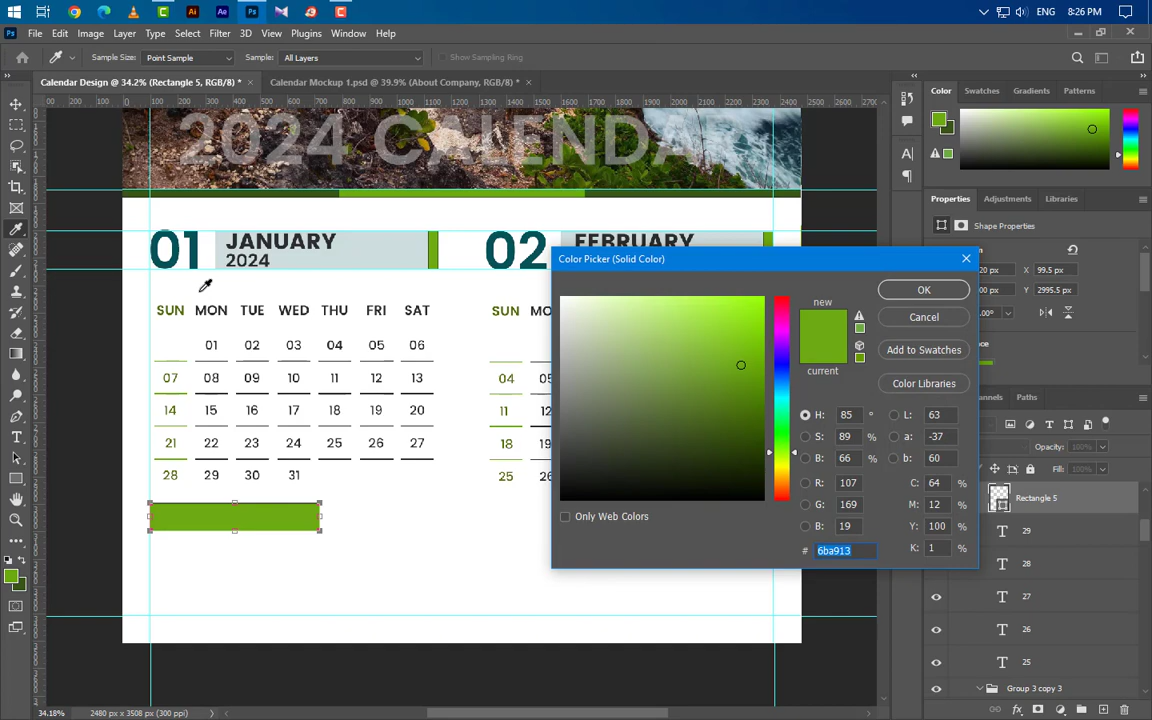 ENG 8:26 PM
File Edit Image Layer Type Select Filter 3D View Plugins Window Help
Sample Size: Point Sample Sample: All Layers Show Sampling Ring
Calendar Design @ 34.2% (Rectangle 5, RGB/8) * × Calendar Mockup 1.psd @ 39.9% (About Company, RGB/8) * ×
Color Swatches Gradients Patterns
2024 CALENDA
Properties Adjustments Libraries
Shape Properties
01 JANUARY
2024
02 FEBRUARY
20 px X 99.5 px
00 px Y 2995.5 px
Color Picker (Solid Color)
new
current
OK
Cancel
Add to Swatches
Color Libraries
SUN MON TUE WED THU FRI SAT
01 02 03 04 05 06
07 08 09 10 11 12 13
14 15 16 17 18 19 20
21 22 23 24 25 26 27
28 29 30 31
SUN MO
04 05
11 12
18 19
25 26
H: 85 ° L: 63
S: 89 % a: -37
B: 66 % b: 60
R: 107 C: 64 %
G: 169 M: 12 %
B: 19 Y: 100 %
# 6ba913 K: 1 %
Only Web Colors
annels Paths
Opacity: 100%
Fill: 100%
Rectangle 5
T 29
T 28
T 27
T 26
T 25
Group 3 copy 3
34.18% 2480 px x 3508 px (300 ppi)